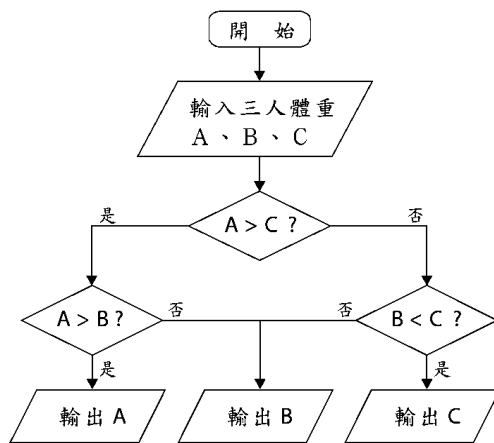 開 始
輸入三人體重
A、B、C
A > C ?
是
否
A > B ?
否
否
B < C ?
是
是
輸出 A
輸出 B
輸出 C